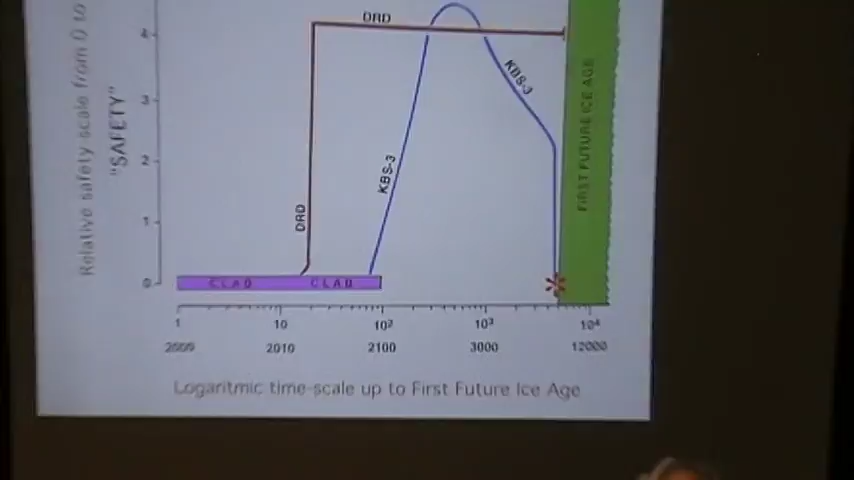 Relative safety scale from 0 to
"SAFETY"
4
3
2
1
0
DRD
DRD
KBS-3
KBS-3
FIRST FUTURE ICE AGE
CLAB CLAB
1 10 10² 10³ 10⁴
2009 2010 2100 3000 12000
Logaritmic time-scale up to First Future Ice Age